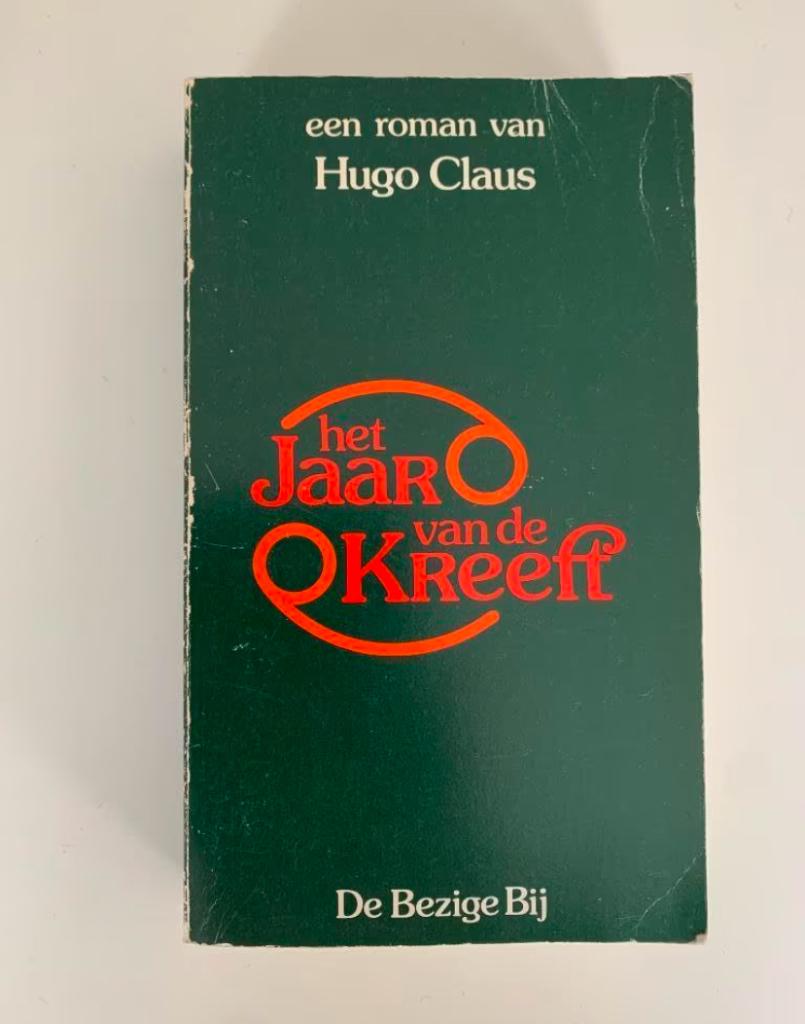 een roman van
Hugo Claus
het
Jaar
van de
Kreeft
De Bezige Bij